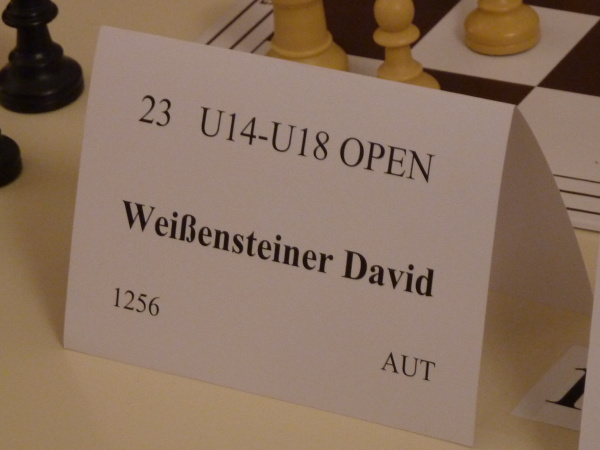 23 U14-U18 OPEN
Weißensteiner David
1256
AUT